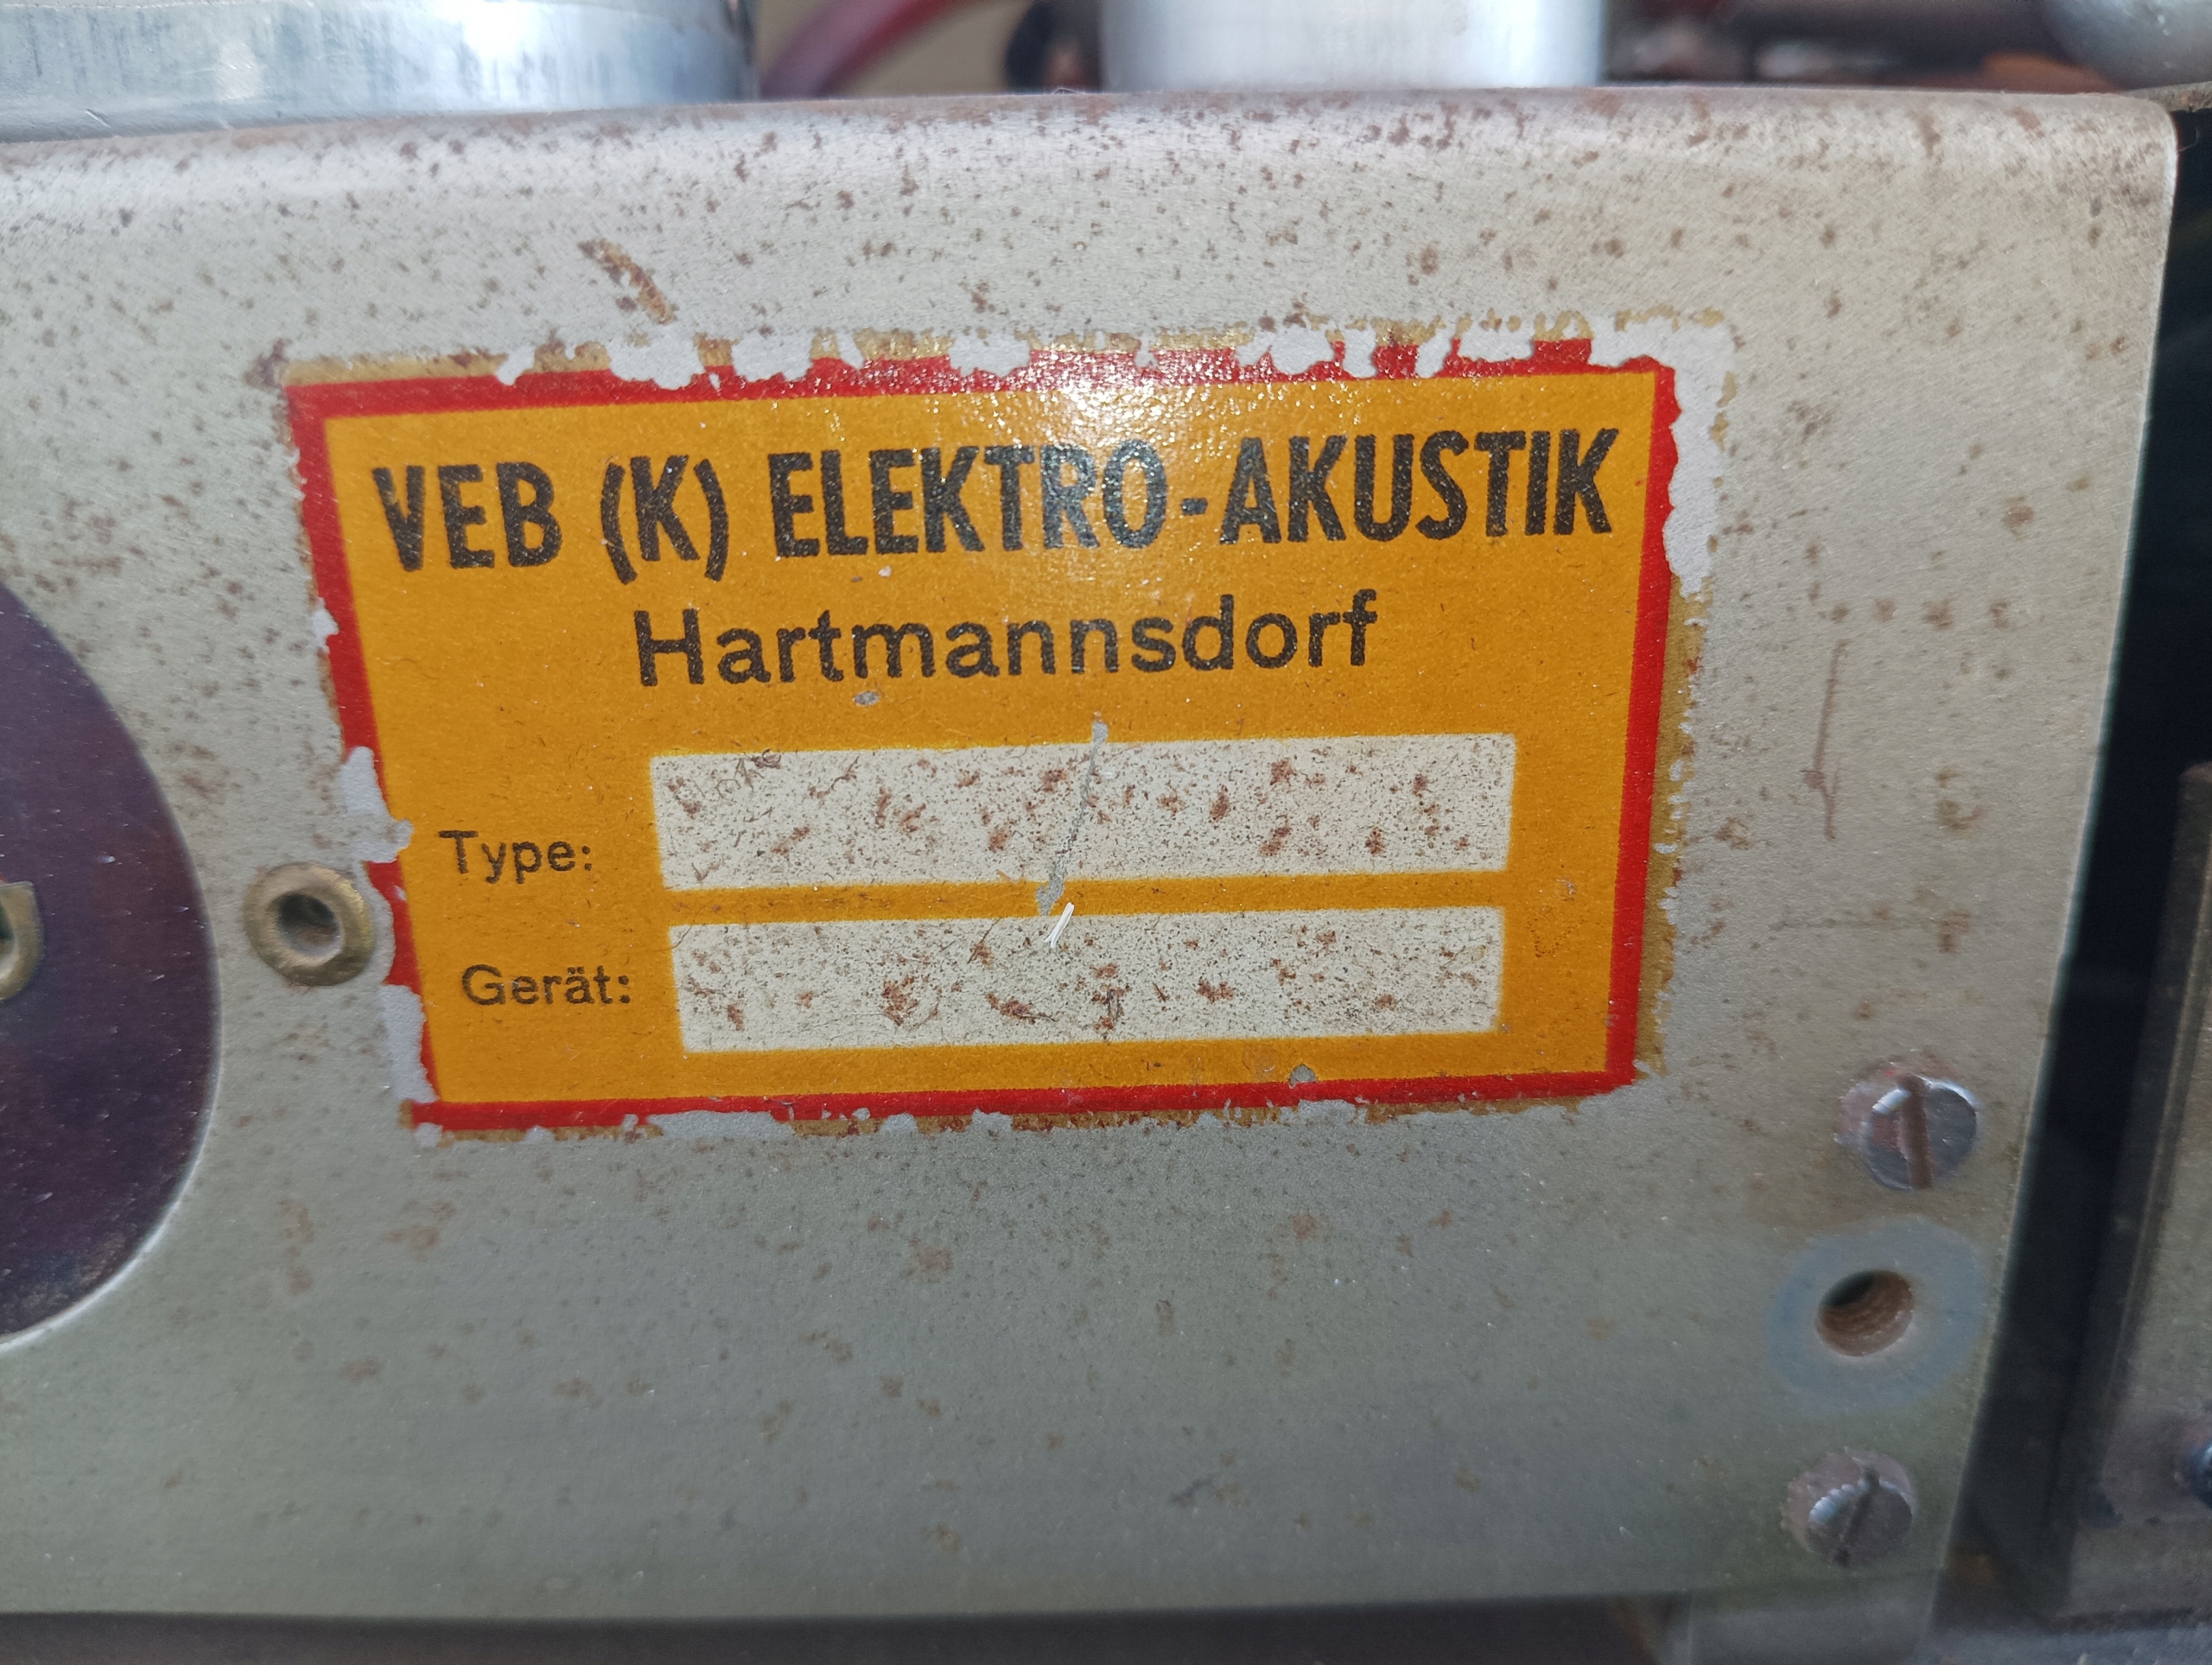 VEB (K) ELEKTRO-AKUSTIK
Hartmannsdorf
Type:
Gerät: